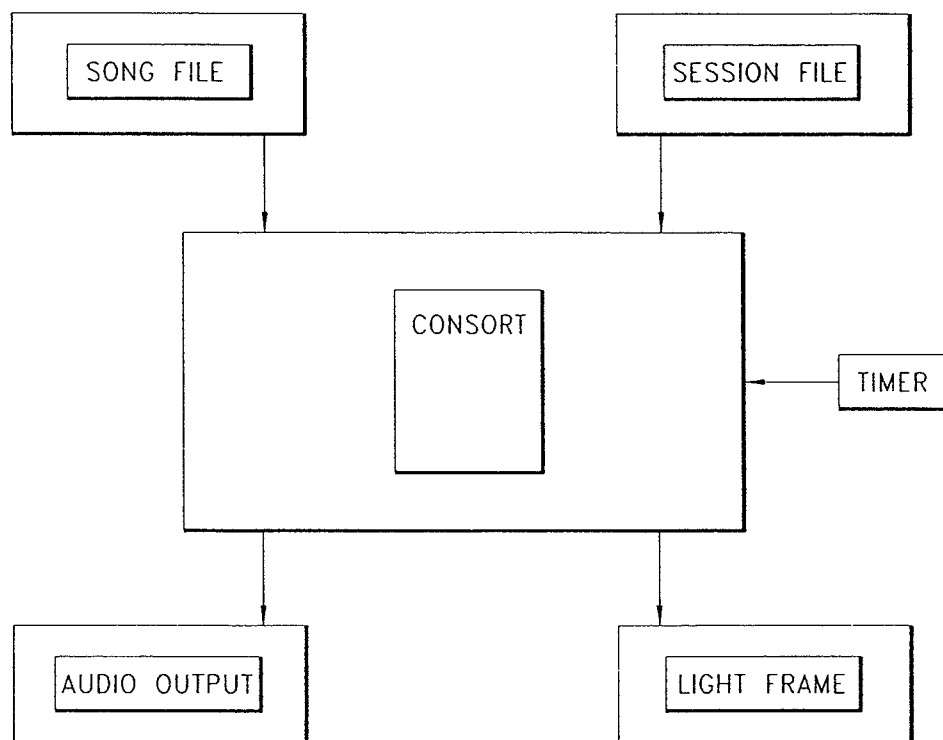 SONG FILE
SESSION FILE
CONSORT
TIMER
AUDIO OUTPUT
LIGHT FRAME